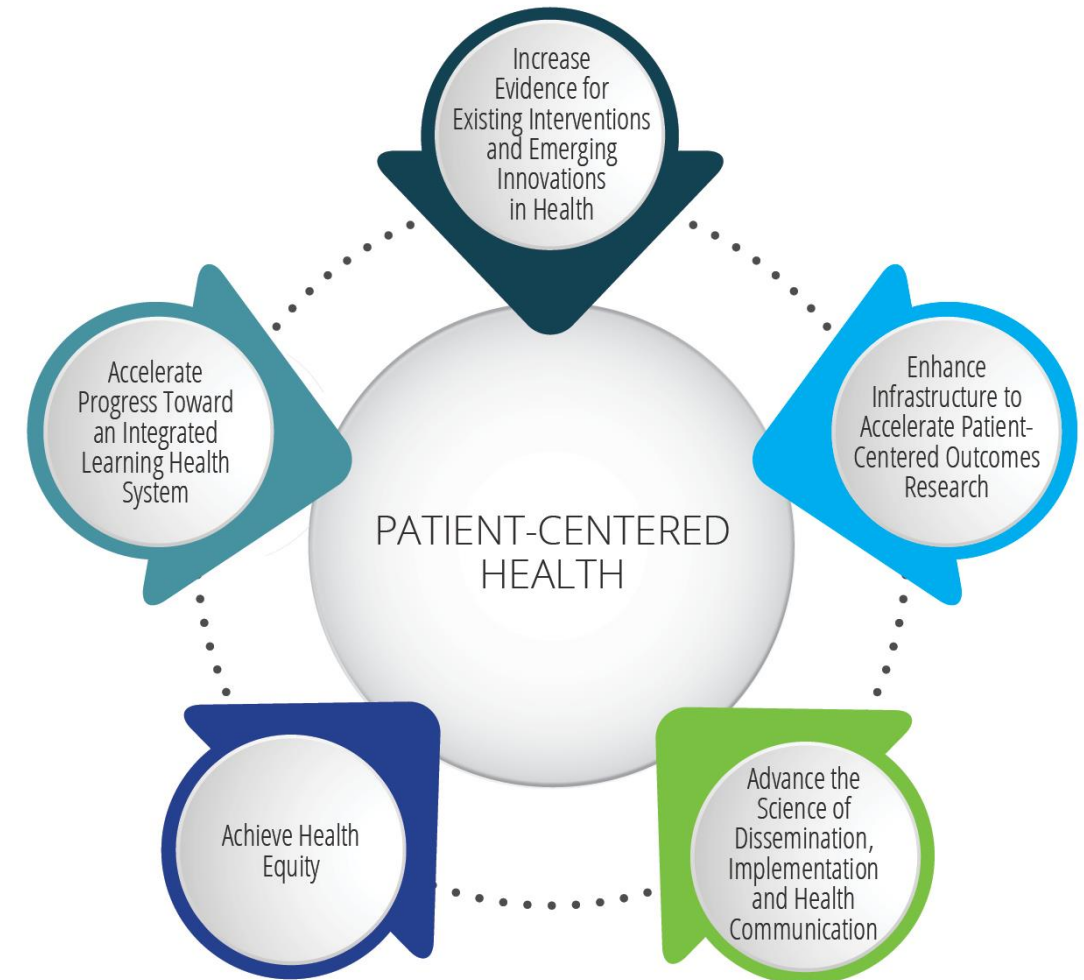 Increase
Evidence for
Existing Interventions
and Emerging
Innovations
in Health
Enhance
Infrastructure to
Accelerate Patient-
Centered Outcomes
Research
Advance the
Science of
Dissemination,
Implementation
and Health
Communication
Achieve Health
Equity
Accelerate
Progress Toward
an Integrated
Learning Health
System
PATIENT-CENTERED
HEALTH